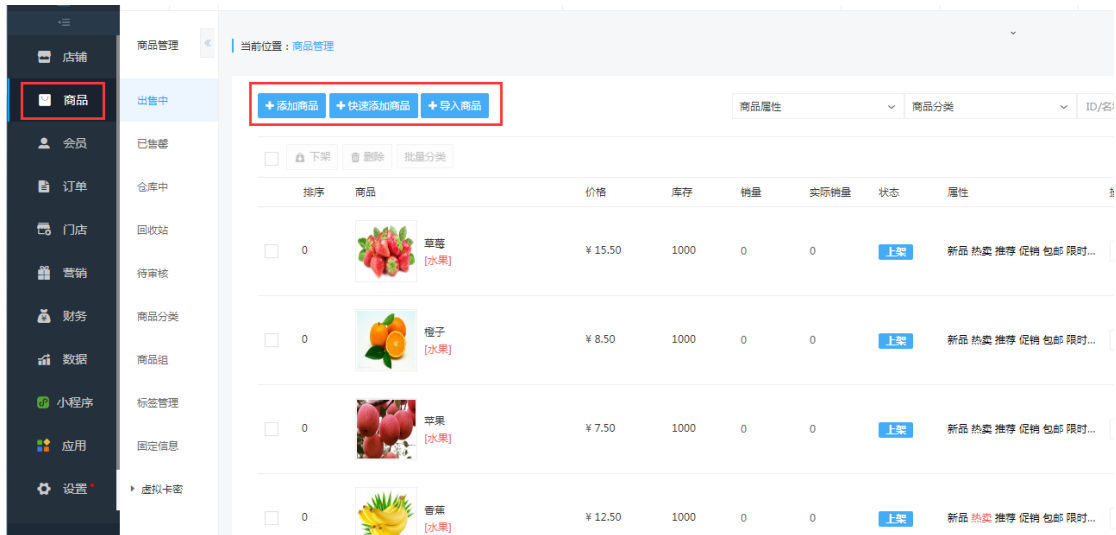 店铺
商品
会员
订单
门店
营销
财务
数据
小程序
应用
设置
商品管理
出售中
已售罄
仓库中
回收站
待审核
商品分类
商品组
标签管理
固定信息
虚拟卡密
当前位置：商品管理
+添加商品 +快速添加商品 +导入商品
商品属性 商品分类 ID/名
下架 删除 批量分类
排序 商品 价格 库存 销量 实际销量 状态 属性
0 草莓 ¥ 15.50 1000 0 0 上架 新品 热卖 推荐 促销 包邮 限时...
[水果]
0 橙子 ¥ 8.50 1000 0 0 上架 新品 热卖 推荐 促销 包邮 限时...
[水果]
0 苹果 ¥ 7.50 1000 0 0 上架 新品 热卖 推荐 促销 包邮 限时...
[水果]
0 香蕉 ¥ 12.50 1000 0 0 上架 新品 热卖 推荐 促销 包邮 限时...
[水果]